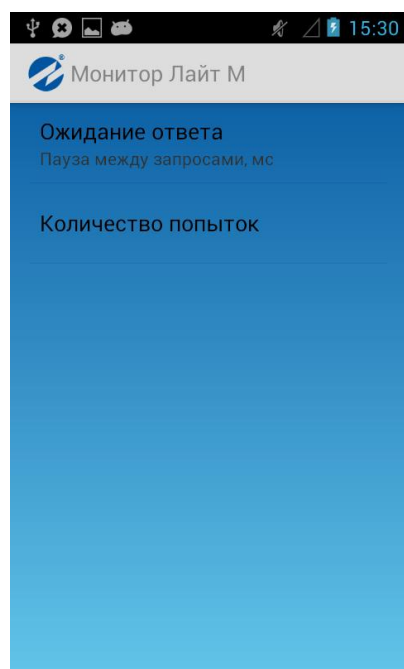 15:30
Монитор Лайт М
Ожидание ответа
Пауза между запросами, мс
Количество попыток